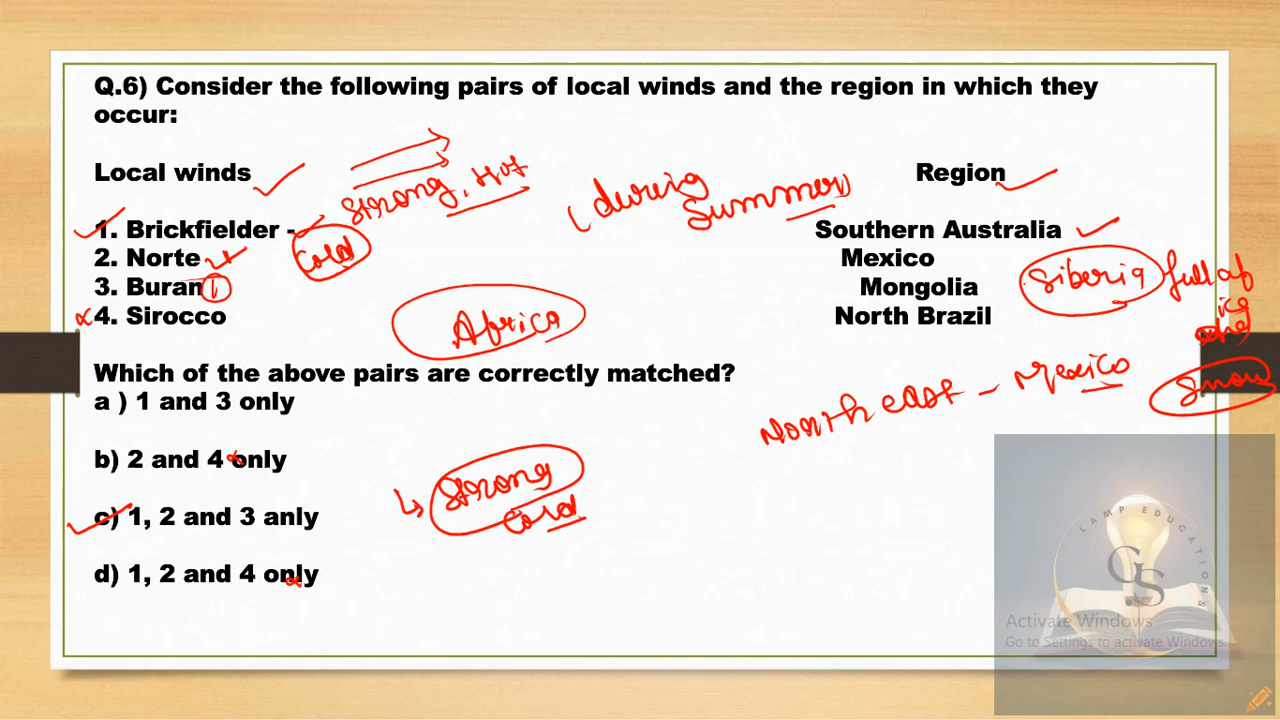 Q.6) Consider the following pairs of local winds and the region in which they
occur:
Local winds Region
strong, Hot
(during summer)
1. Brickfielder - Southern Australia
cold
2. Norte Mexico
3. Buran Mongolia
Siberia full of
ice
4. Sirocco North Brazil
Africa
Which of the above pairs are correctly matched?
North east - Mexico
Snow
a ) 1 and 3 only
b) 2 and 4 only
strong
cold
c) 1, 2 and 3 anly
d) 1, 2 and 4 only
LAMP EDUCATIONS
GS
Activate Windows
Go to Settings to activate Windows.